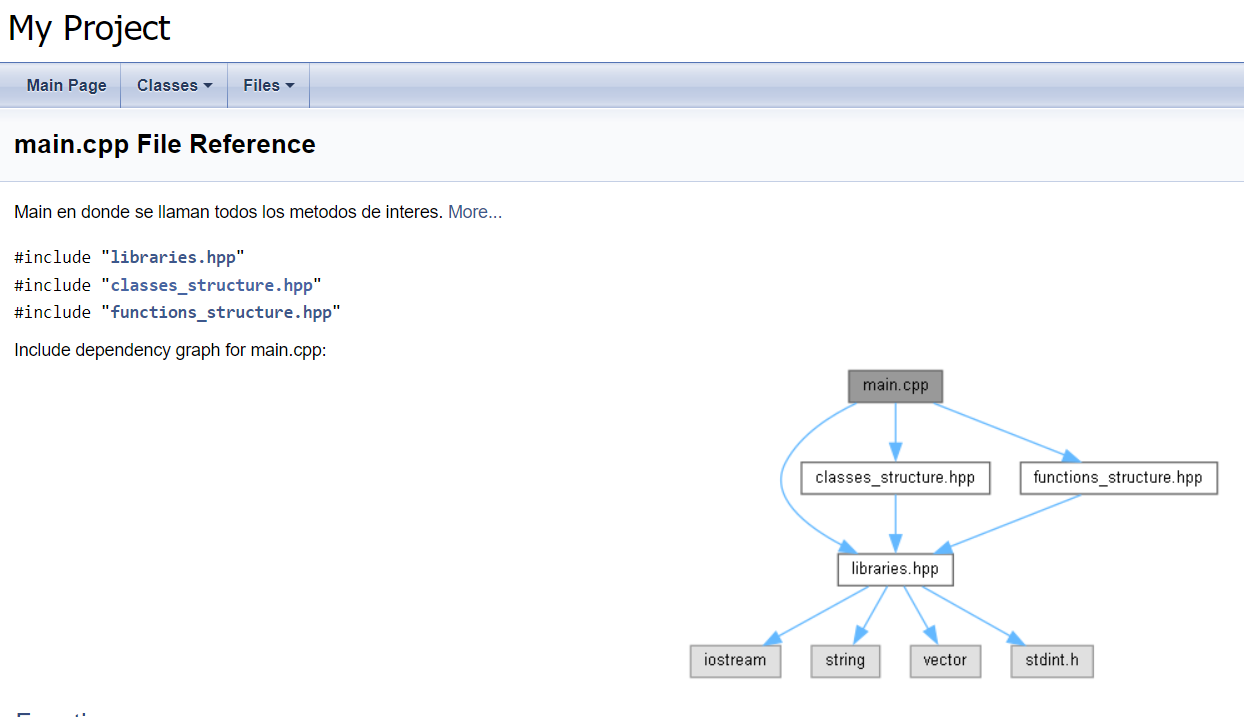 My Project
Main Page Classes Files
main.cpp File Reference
Main en donde se llaman todos los metodos de interes. More...
#include "libraries.hpp"
#include "classes_structure.hpp"
#include "functions_structure.hpp"
Include dependency graph for main.cpp:
main.cpp
classes_structure.hpp functions_structure.hpp
libraries.hpp
iostream string vector stdint.h